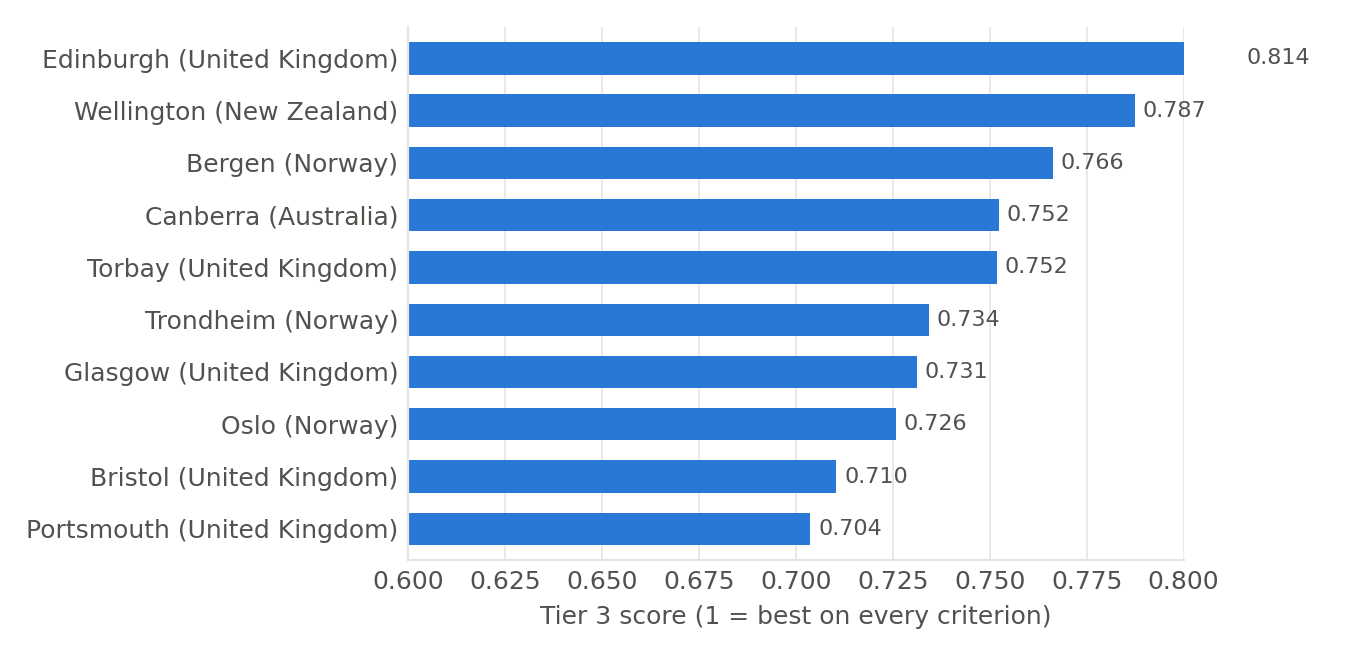 Edinburgh (United Kingdom) 0.814
Wellington (New Zealand) 0.787
Bergen (Norway) 0.766
Canberra (Australia) 0.752
Torbay (United Kingdom) 0.752
Trondheim (Norway) 0.734
Glasgow (United Kingdom) 0.731
Oslo (Norway) 0.726
Bristol (United Kingdom) 0.710
Portsmouth (United Kingdom) 0.704
0.600 0.625 0.650 0.675 0.700 0.725 0.750 0.775 0.800
Tier 3 score (1 = best on every criterion)